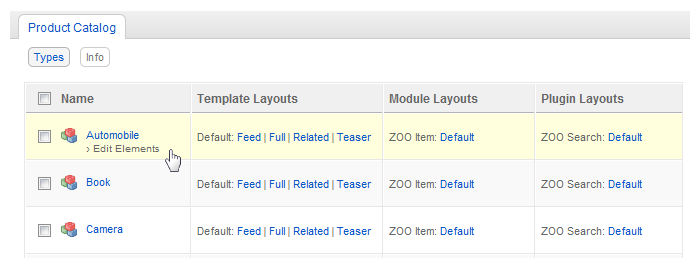 Product Catalog
Types Info
Name Template Layouts Module Layouts Plugin Layouts
Automobile Default: Feed | Full | Related | Teaser ZOO Item: Default ZOO Search: Default
› Edit Elements
Book Default: Feed | Full | Related | Teaser ZOO Item: Default ZOO Search: Default
Camera Default: Feed | Full | Related | Teaser ZOO Item: Default ZOO Search: Default